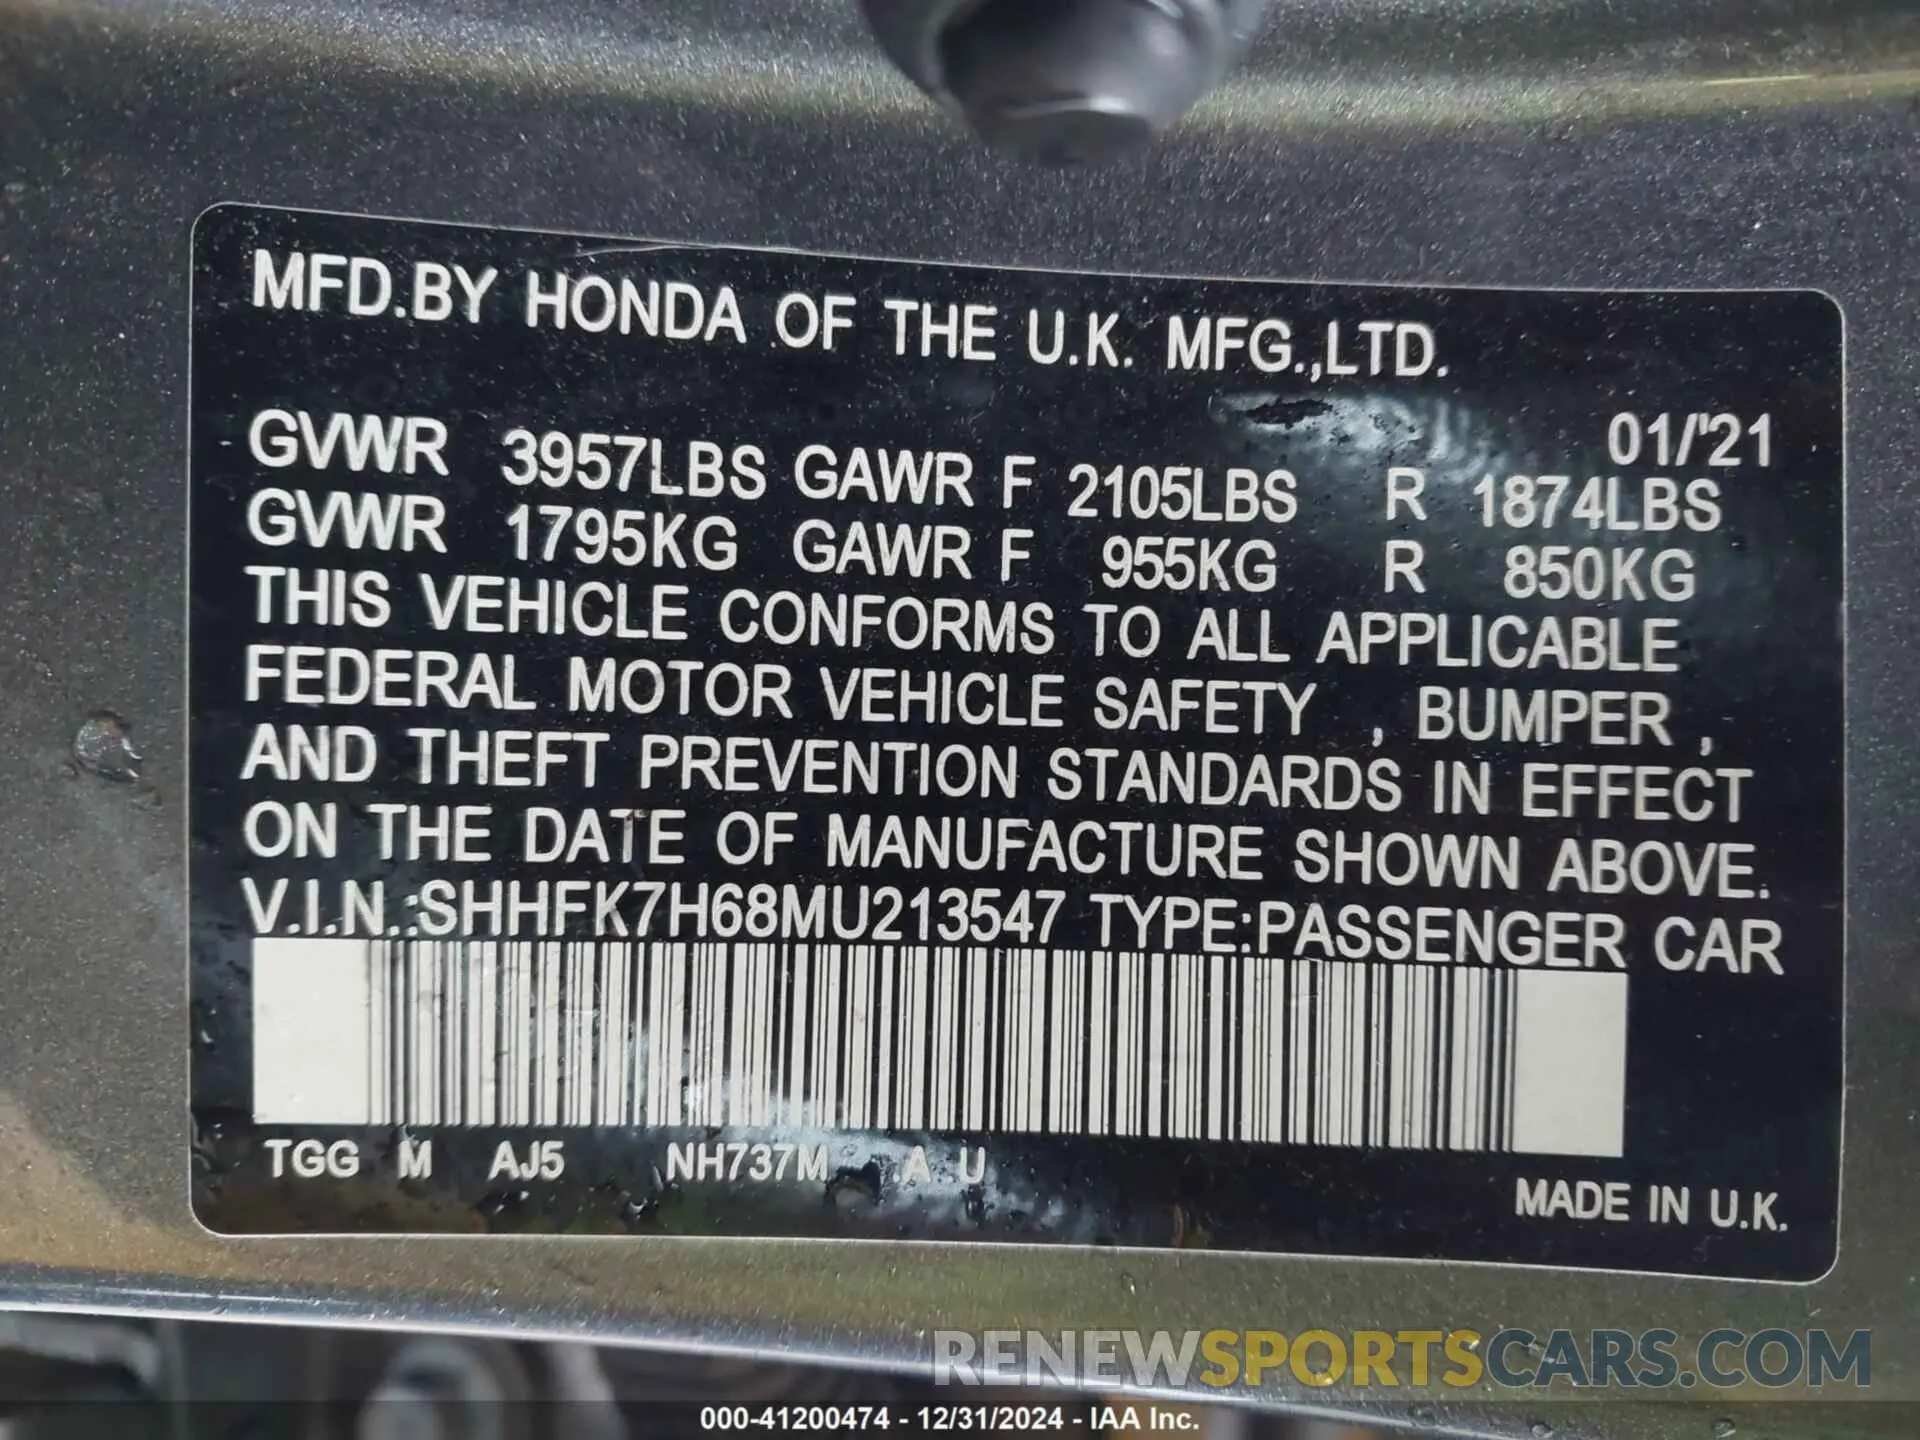 MFD.BY HONDA OF THE U.K. MFG.,LTD.
01/'21
GVWR 3957LBS GAWR F 2105LBS R 1874LBS
GVWR 1795KG GAWR F 955KG R 850KG
THIS VEHICLE CONFORMS TO ALL APPLICABLE
FEDERAL MOTOR VEHICLE SAFETY , BUMPER ,
AND THEFT PREVENTION STANDARDS IN EFFECT
ON THE DATE OF MANUFACTURE SHOWN ABOVE.
V.I.N.:SHHFK7H68MU213547 TYPE:PASSENGER CAR
TGG M AJ5 NH737M A U
MADE IN U.K.
RENEWSPORTSCARS.COM
000-41200474 - 12/31/2024 - IAA Inc.